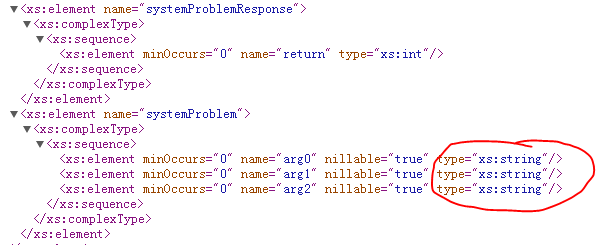 ▼<xs:element name="systemProblemResponse">
▼<xs:complexType>
▼<xs:sequence>
<xs:element minOccurs="0" name="return" type="xs:int"/>
</xs:sequence>
</xs:complexType>
</xs:element>
▼<xs:element name="systemProblem">
▼<xs:complexType>
▼<xs:sequence>
<xs:element minOccurs="0" name="arg0" nillable="true" type="xs:string"/>
<xs:element minOccurs="0" name="arg1" nillable="true" type="xs:string"/>
<xs:element minOccurs="0" name="arg2" nillable="true" type="xs:string"/>
</xs:sequence>
</xs:complexType>